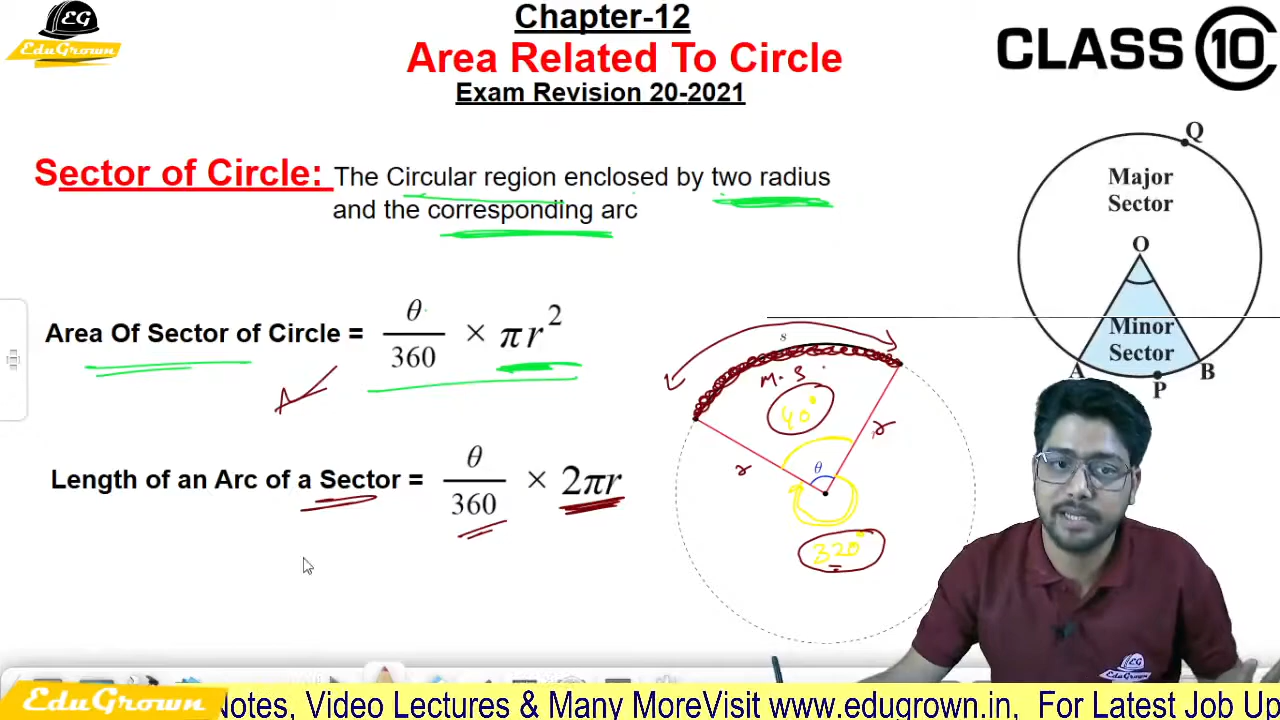 EG
EduGrown
Chapter-12
Area Related To Circle
Exam Revision 20-2021
CLASS 10
Sector of Circle: The Circular region enclosed by two radius
and the corresponding arc
Q
Major
Sector
O
Minor
Sector
A
P
B
Area Of Sector of Circle = θ/360 × πr²
s
M.S.
40°
r
r
θ
320°
Length of an Arc of a Sector = θ/360 × 2πr
EduGrown
EduGrown
Notes, Video Lectures & Many MoreVisit www.edugrown.in, For Latest Job Up